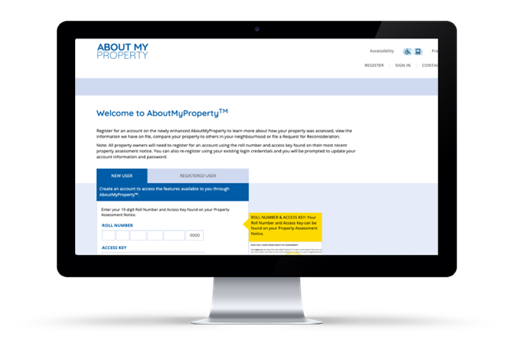 ABOUT MY
PROPERTY
Accessibility
REGISTER
SIGN IN
Welcome to AboutMyProperty™
Register for an account on the newly enhanced AboutMyProperty to learn more about how your property was assessed, view the
information we have on file, compare your property to others in your neighbourhood or file a Request for Reconsideration.
Note: All property owners will need to register for an account using the roll number and access key found on their most recent
property assessment notice. You can also re-register using your existing login credentials and you will be prompted to update your
account information and password.
NEW USER
REGISTERED USER
Create an account to access the features available to you through
AboutMyProperty™.
Enter your 19 digit Roll Number and Access Key found on your Property
Assessment Notice.
ROLL NUMBER
0000
ACCESS KEY
ROLL NUMBER & ACCESS KEY: Your
Roll Number and Access Key can be
found on your Property Assessment
Notice.